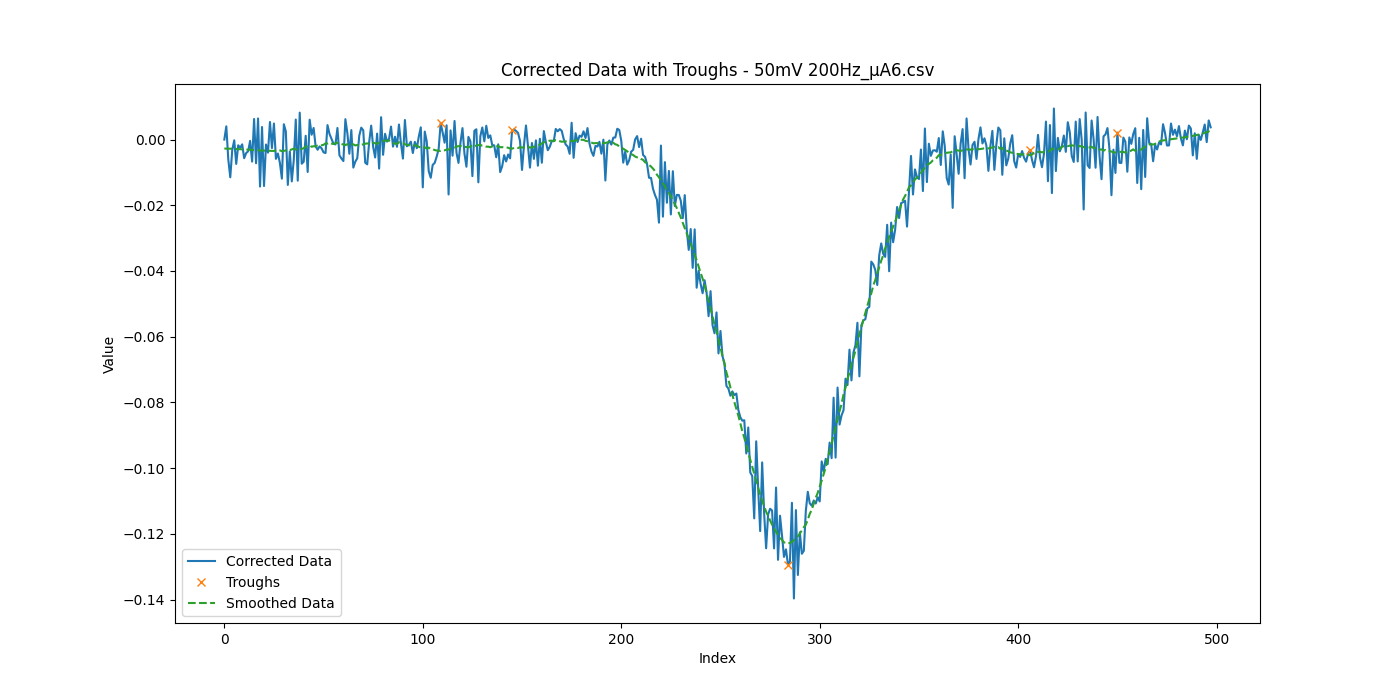 Corrected Data with Troughs - 50mV 200Hz_μA6.csv
0.00
−0.02
−0.04
−0.06
−0.08
−0.10
−0.12
−0.14
Value
Corrected Data
Troughs
Smoothed Data
0 100 200 300 400 500
Index